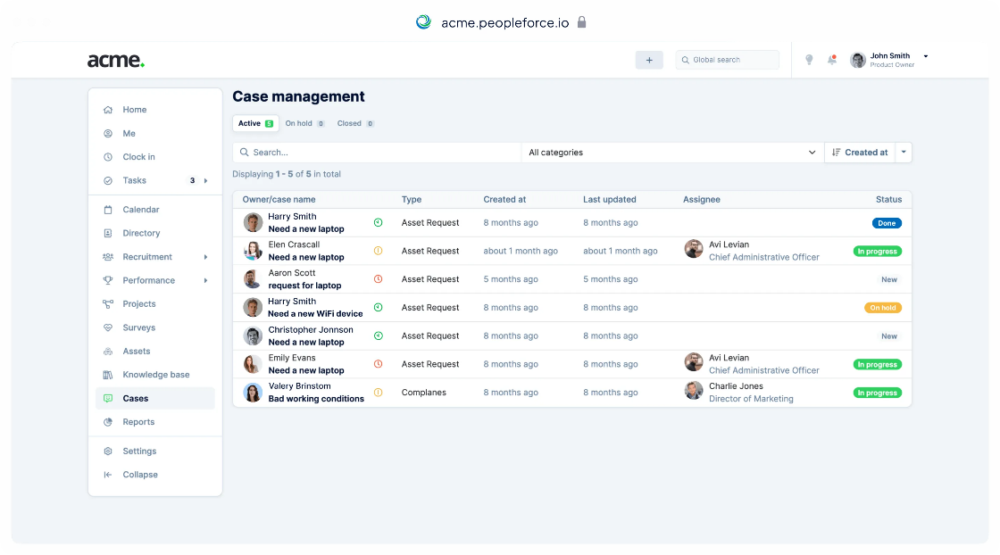 acme.peopleforce.io
acme.
+
Global search
John Smith
Product Owner
Home
Me
Clock in
Tasks 3
Calendar
Directory
Recruitment
Performance
Projects
Surveys
Assets
Knowledge base
Cases
Reports
Settings
Collapse
Case management
Active 5 On hold 0 Closed 0
Search... All categories Created at
Displaying 1 - 5 of 5 in total
Owner/case name Type Created at Last updated Assignee Status
Harry Smith
Need a new laptop Asset Request 8 months ago 8 months ago Done
Elen Crascall Avi Levian
Need a new laptop Asset Request about 1 month ago about 1 month ago Chief Administrative Officer In progress
Aaron Scott
request for laptop Asset Request 5 months ago 5 months ago New
Harry Smith
Need a new WiFi device Asset Request 8 months ago 8 months ago On hold
Christopher Jonnson
Need a new laptop Asset Request 8 months ago 8 months ago New
Emily Evans Avi Levian
Need a new laptop Asset Request 8 months ago 8 months ago Chief Administrative Officer In progress
Valery Brinstom Charlie Jones
Bad working conditions Complanes 8 months ago 8 months ago Director of Marketing In progress